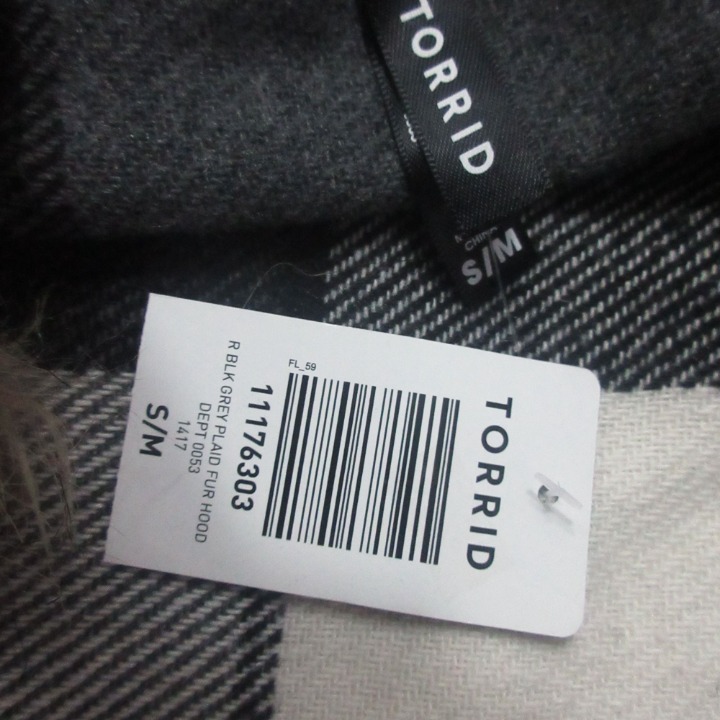 TORRID
S/M
TORRID
FL_59
11176303
R BLK GREY PLAID FUR HOOD
DEPT 0053
1417
S/M